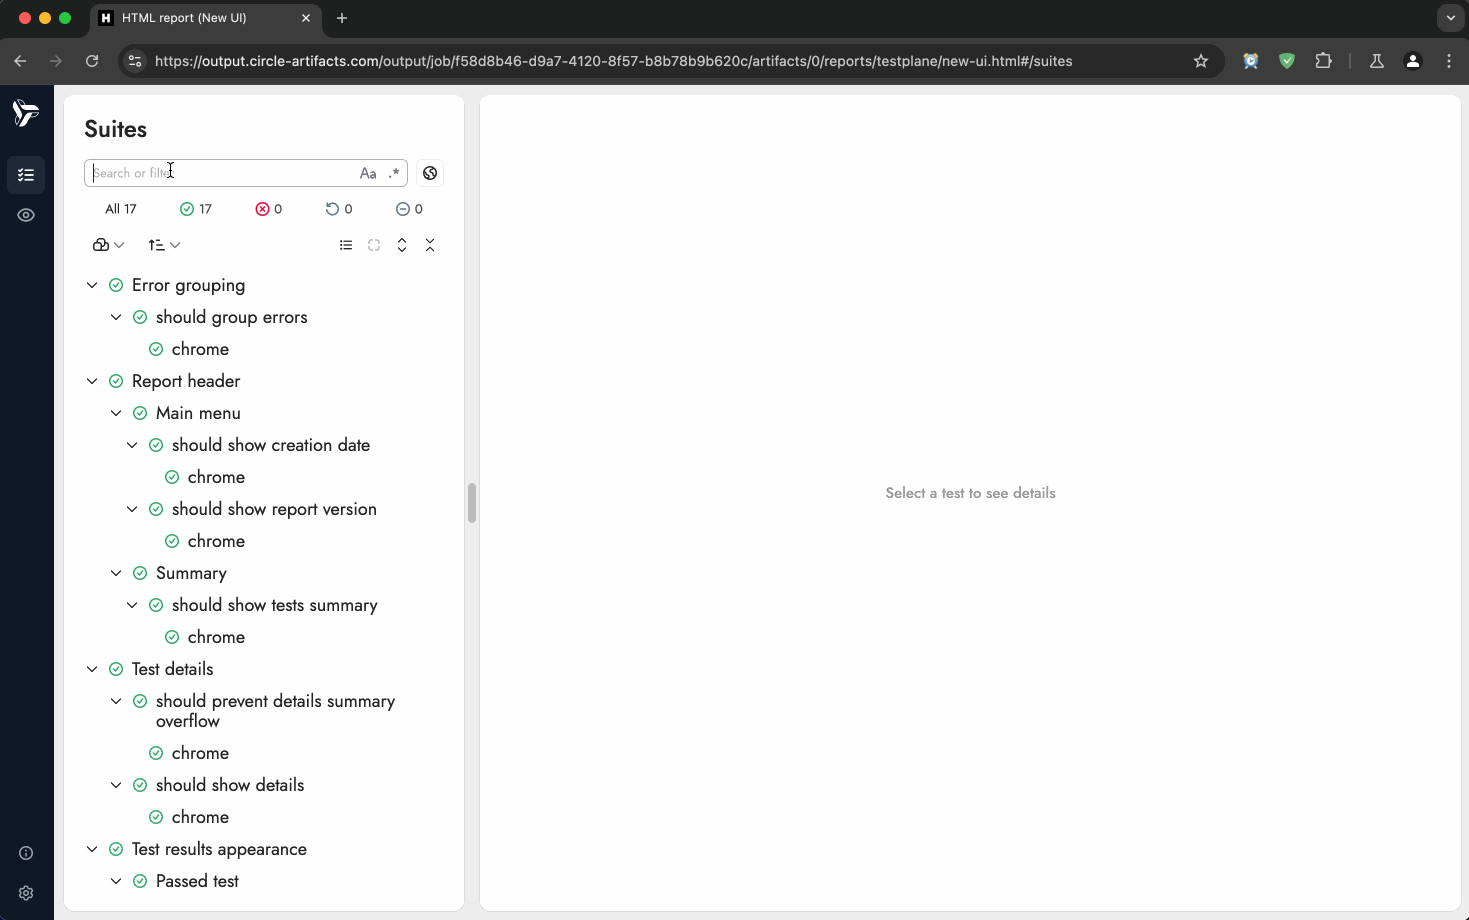 HTML report (New UI)
https://output.circle-artifacts.com/output/job/f58d8b46-d9a7-4120-8f57-b8b78b9b620c/artifacts/0/reports/testplane/new-ui.html#/suites
Suites
Search or filter
Aa .*
All 17 17 0 0 0
Error grouping
should group errors
chrome
Report header
Main menu
should show creation date
chrome
should show report version
chrome
Summary
should show tests summary
chrome
Test details
should prevent details summary
overflow
chrome
should show details
chrome
Test results appearance
Passed test
Select a test to see details